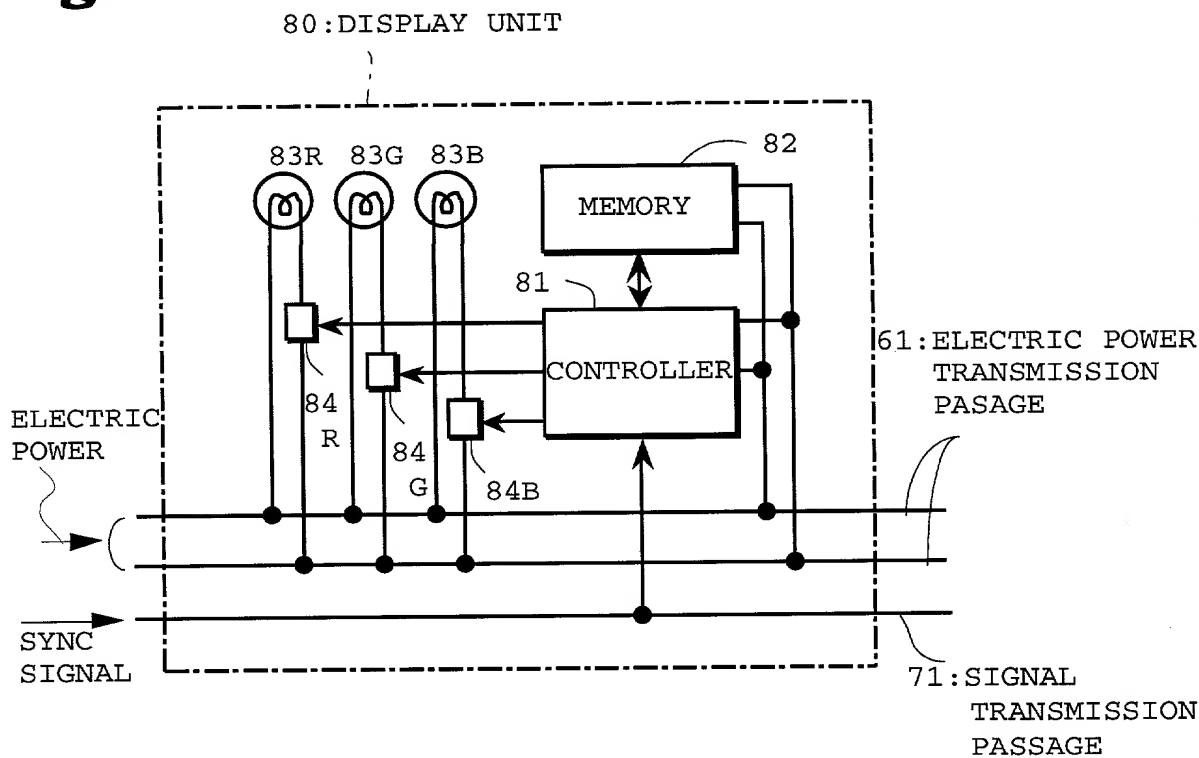 80:DISPLAY UNIT
83R 83G 83B
82
MEMORY
81
CONTROLLER
61:ELECTRIC POWER
TRANSMISSION
PASAGE
84
R
84
G
84B
ELECTRIC
POWER
SYNC
SIGNAL
71:SIGNAL
TRANSMISSION
PASSAGE